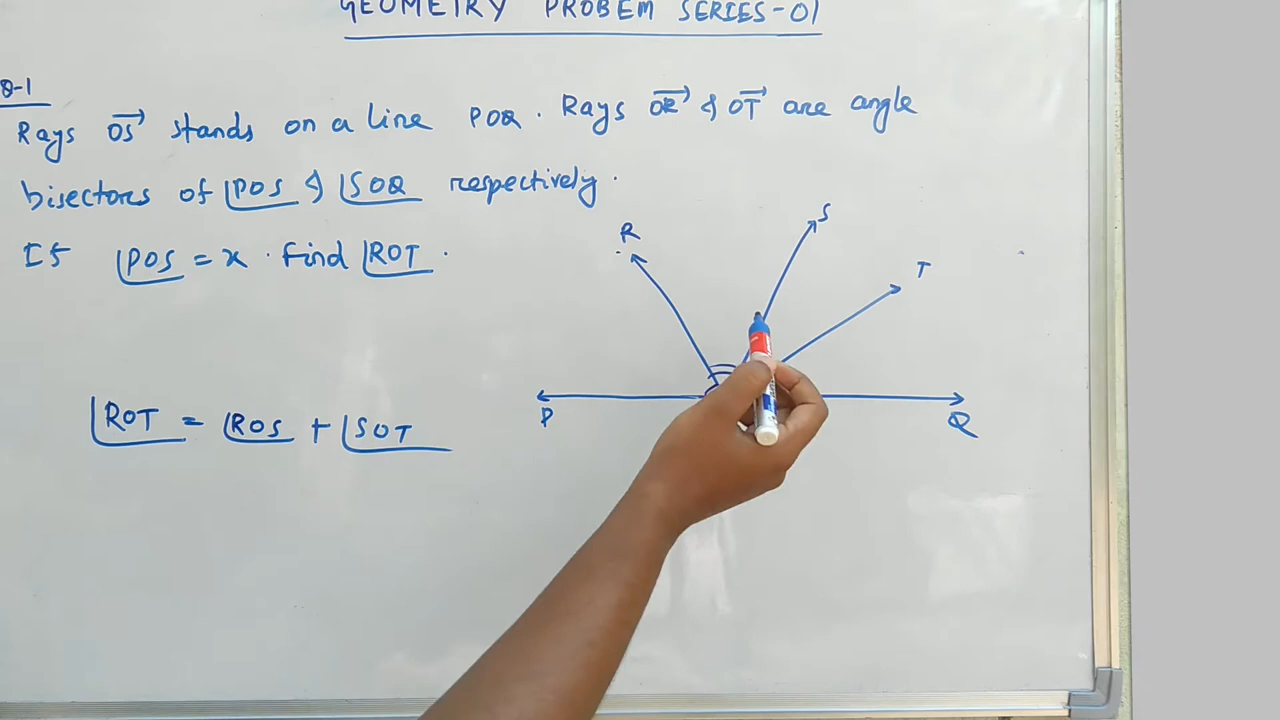 GEOMETRY PROBEM SERIES-01
Q-1
Rays OS stands on a line POQ. Rays OR & OT are angle
bisectors of ∠POS & ∠SOQ respectively.
If ∠POS = x. find ∠ROT.
R
S
T
P
Q
∠ROT = ∠ROS + ∠SOT